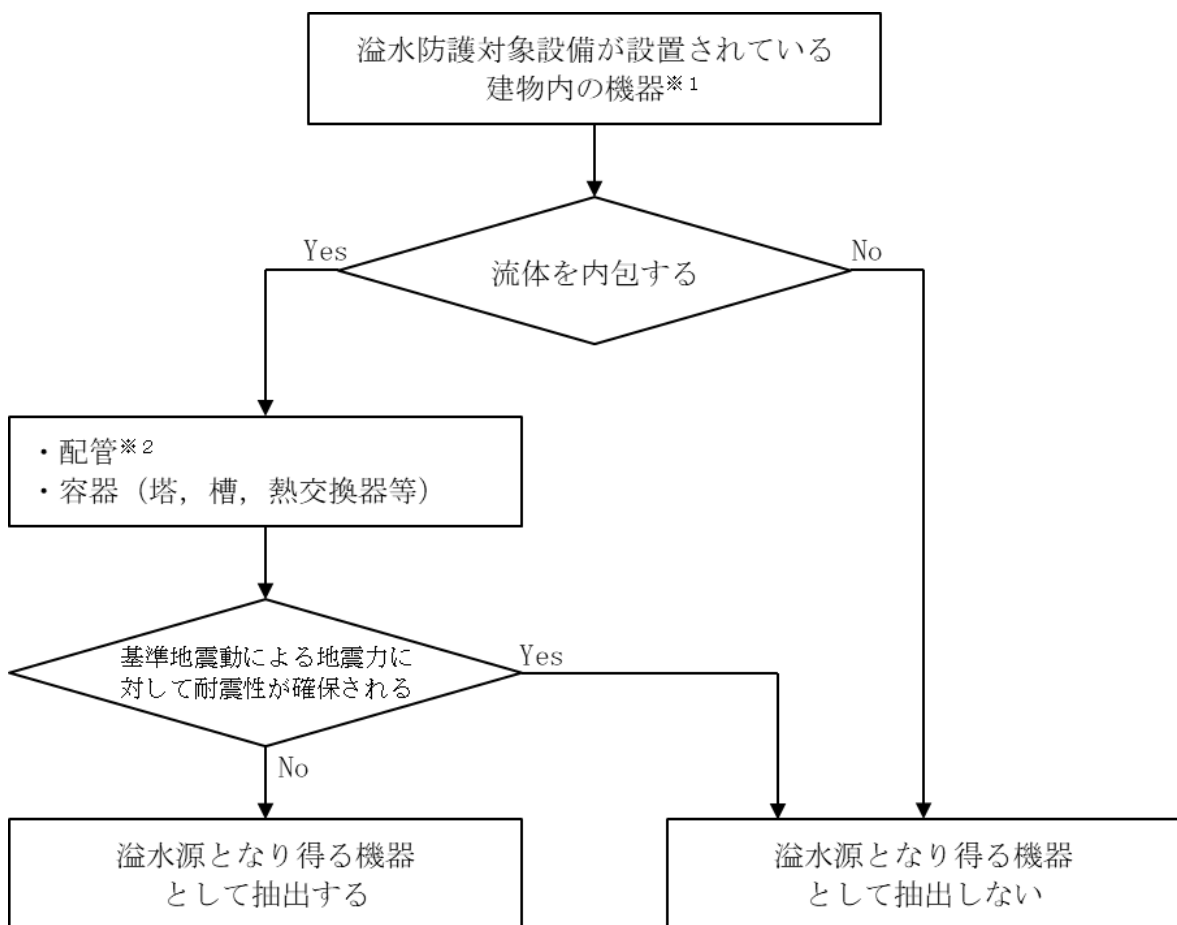 溢水防護対象設備が設置されている
建物内の機器※1
流体を内包する
Yes
No
・配管※2
・容器（塔，槽，熱交換器等）
基準地震動による地震力に
対して耐震性が確保される
Yes
No
溢水源となり得る機器
として抽出する
溢水源となり得る機器
として抽出しない